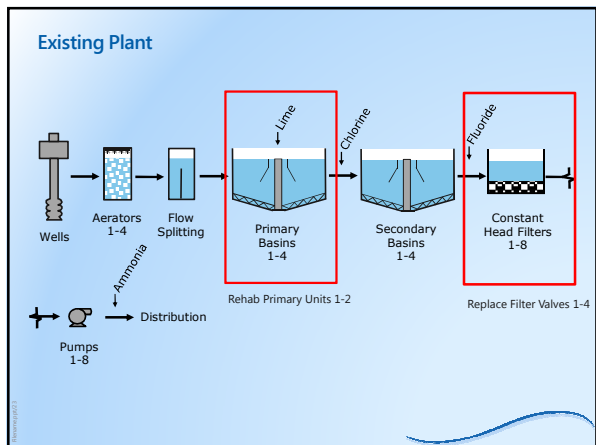 Existing Plant
Lime
Chlorine
Fluoride
Wells
Aerators
1-4
Flow
Splitting
Primary
Basins
1-4
Secondary
Basins
1-4
Constant
Head Filters
1-8
Rehab Primary Units 1-2
Replace Filter Valves 1-4
Ammonia
Distribution
Pumps
1-8